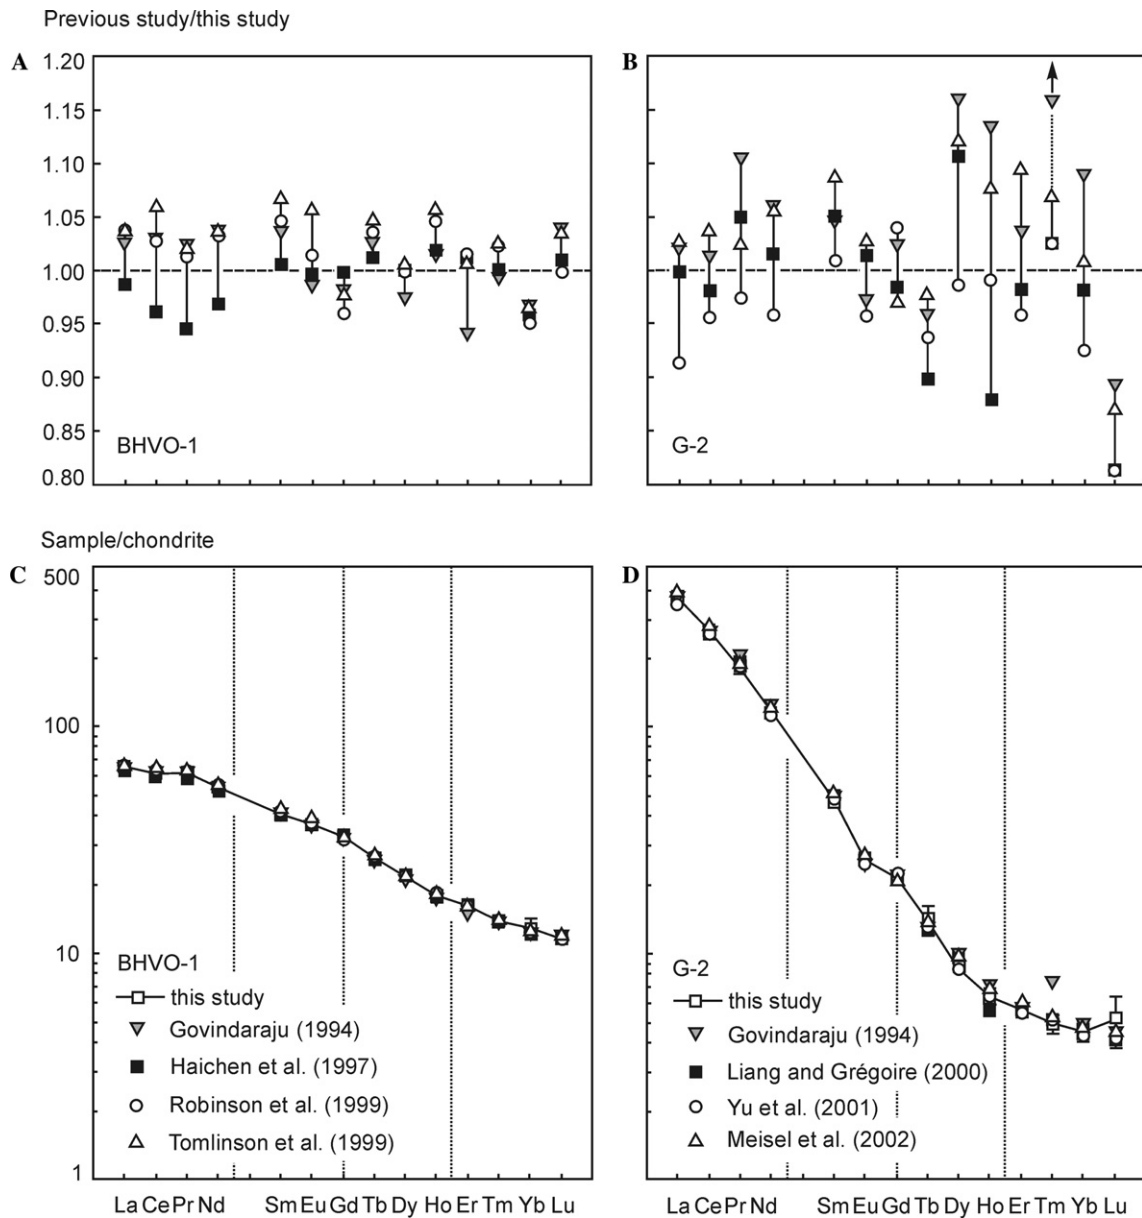 Previous study/this study
A
B
1.20
1.15
1.10
1.05
1.00
0.95
0.90
0.85
0.80
BHVO-1
G-2
Sample/chondrite
C
D
500
100
10
1
BHVO-1
this study
Govindaraju (1994)
Haichen et al. (1997)
Robinson et al. (1999)
Tomlinson et al. (1999)
G-2
this study
Govindaraju (1994)
Liang and Grégoire (2000)
Yu et al. (2001)
Meisel et al. (2002)
La Ce Pr Nd Sm Eu Gd Tb Dy Ho Er Tm Yb Lu
La Ce Pr Nd Sm Eu Gd Tb Dy Ho Er Tm Yb Lu